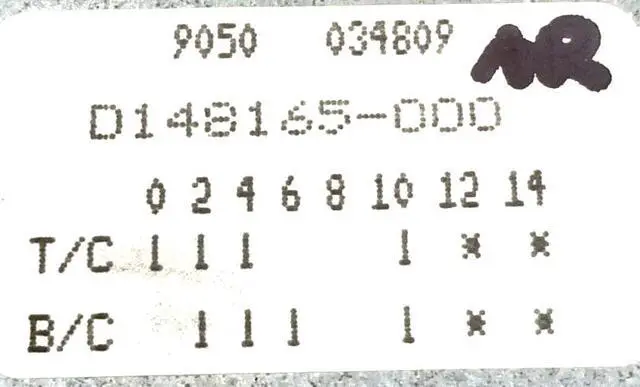 9050 034809 NR
D148165-000
0 2 4 6 8 10 12 14
T/C 1 1 1 1 * *
B/C 1 1 1 1 * *